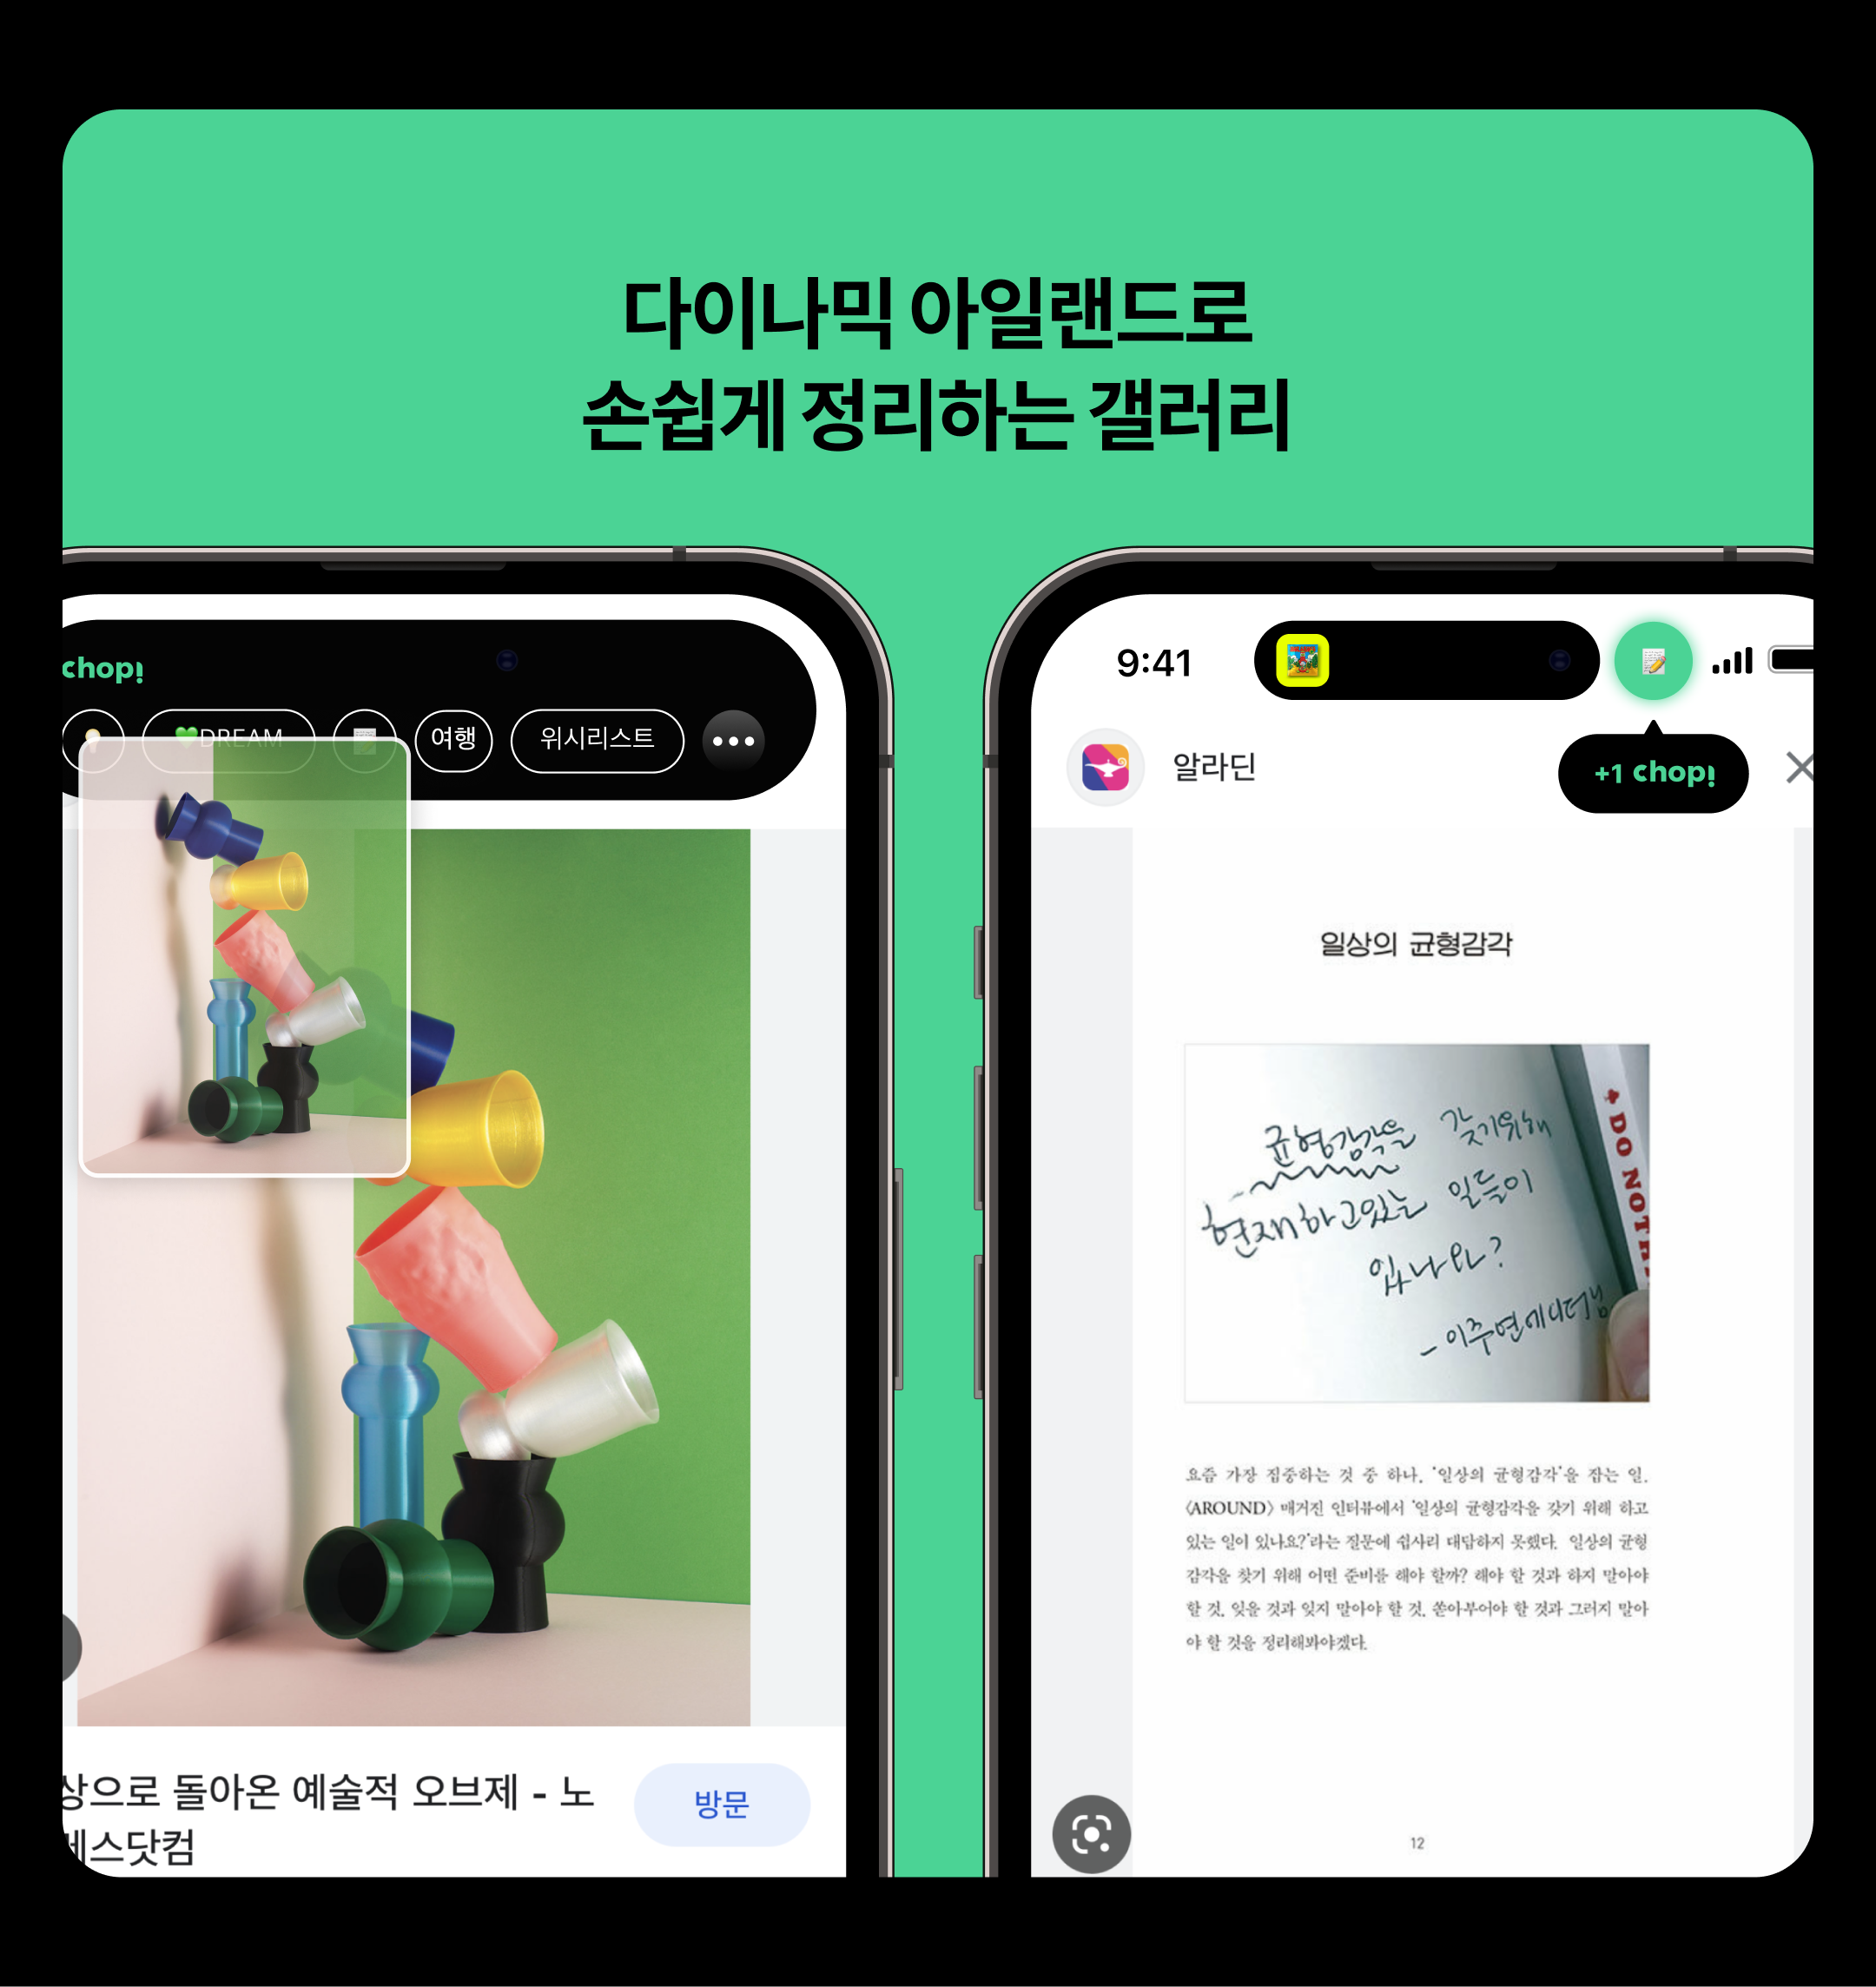 다이나믹 아일랜드로
손쉽게 정리하는 갤러리
chop!
💚DREAM
여행
위시리스트
상으로 돌아온 예술적 오브제 - 노
스닷컴
방문
9:41
알라딘
+1 chop!
일상의 균형감각
균형감각을 갖기위해
현재하고있는 일들이
있나요?
- 이주연에디터님
DO NOT
요즘 가장 집중하는 것 중 하나. '일상의 균형감각'을 잡는 일.
〈AROUND〉 매거진 인터뷰에서 '일상의 균형감각을 갖기 위해 하고
있는 일이 있나요?'라는 질문에 쉽사리 대답하지 못했다. 일상의 균형
감각을 찾기 위해 어떤 준비를 해야 할까? 해야 할 것과 하지 말아야
할 것. 잊을 것과 잊지 말아야 할 것. 쏟아부어야 할 것과 그러지 말아
야 할 것을 정리해봐야겠다.
12